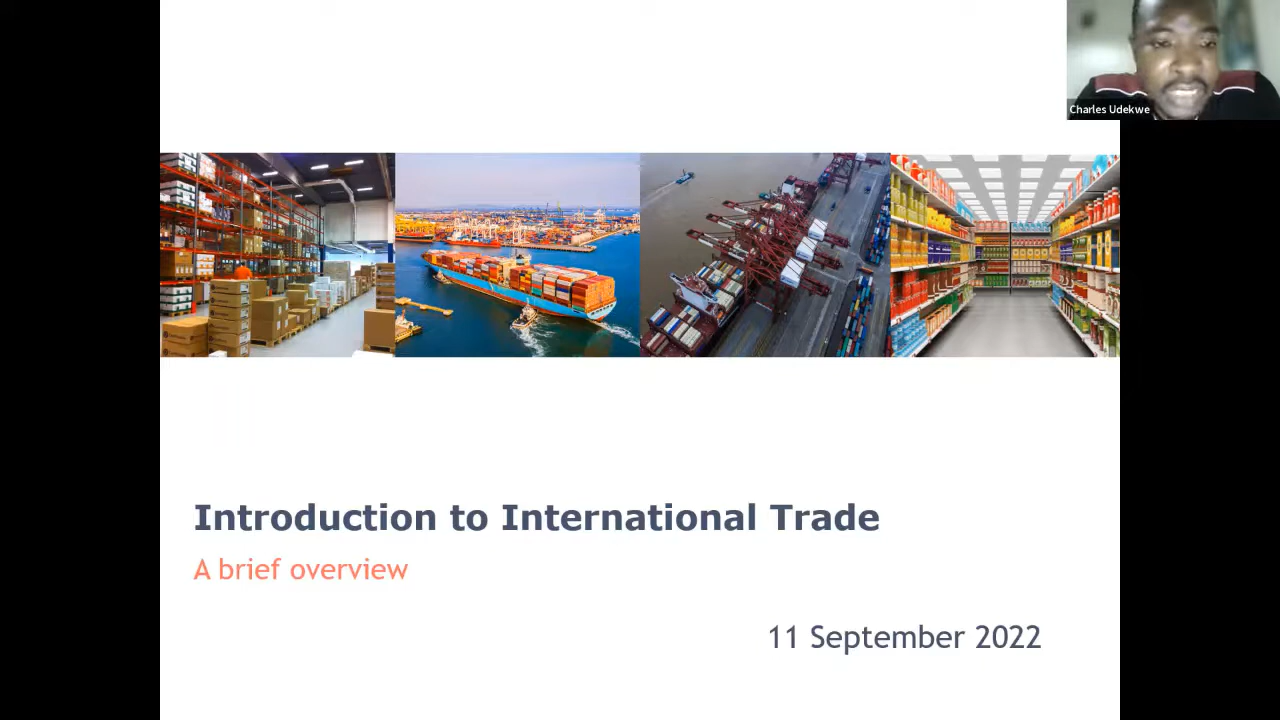 Charles Udekwe
Introduction to International Trade
A brief overview
11 September 2022